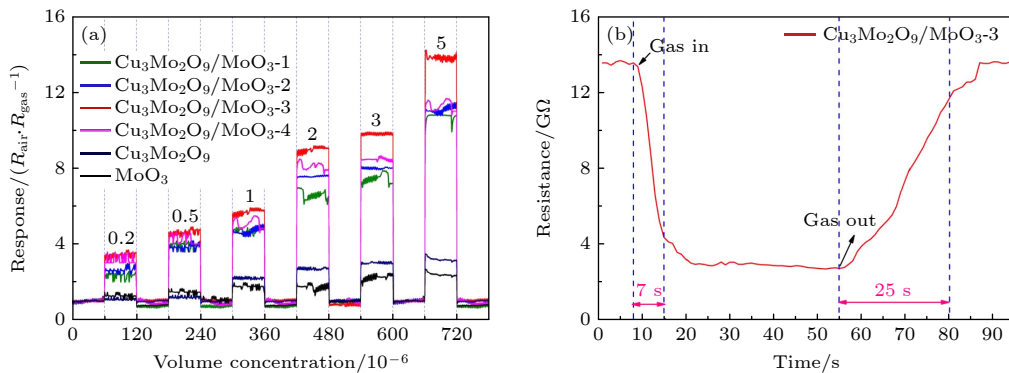 (a)
Cu₃Mo₂O₉/MoO₃-1
Cu₃Mo₂O₉/MoO₃-2
Cu₃Mo₂O₉/MoO₃-3
Cu₃Mo₂O₉/MoO₃-4
Cu₃Mo₂O₉
MoO₃
0.2
0.5
1
2
3
5
16
12
8
4
0
Response/(R_air·R_gas⁻¹)
0 120 240 360 480 600 720
Volume concentration/10⁻⁶
(b)
Cu₃Mo₂O₉/MoO₃-3
Gas in
Gas out
7 s
25 s
16
12
8
4
0
Resistance/GΩ
0 10 20 30 40 50 60 70 80 90
Time/s